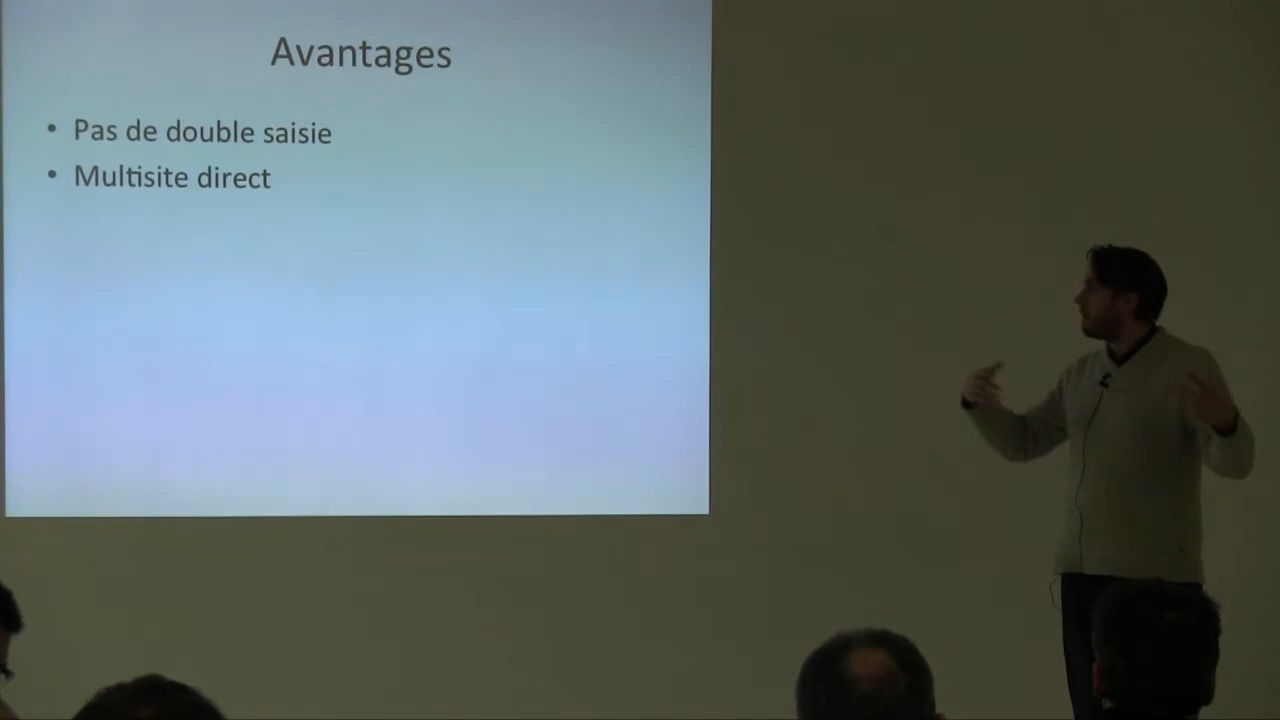 Avantages
• Pas de double saisie
• Multisite direct